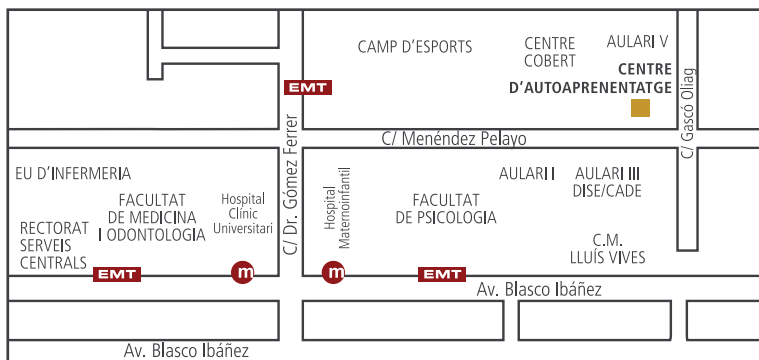 CAMP D'ESPORTS
CENTRE
COBERT
AULARI V
CENTRE
D'AUTOAPRENENTATGE
EMT
C/ Gascó Oliag
C/ Menéndez Pelayo
C/ Dr. Gómez Ferrer
EU D'INFERMERIA
FACULTAT
DE MEDICINA
I ODONTOLOGIA
Hospital
Clínic
Universitari
RECTORAT
SERVEIS
CENTRALS
Hospital
Maternoinfantil
FACULTAT
DE PSICOLOGIA
AULARI I
AULARI III
DISE/CADE
C.M.
LLUÍS VIVES
EMT
m
m
EMT
Av. Blasco Ibáñez
Av. Blasco Ibáñez